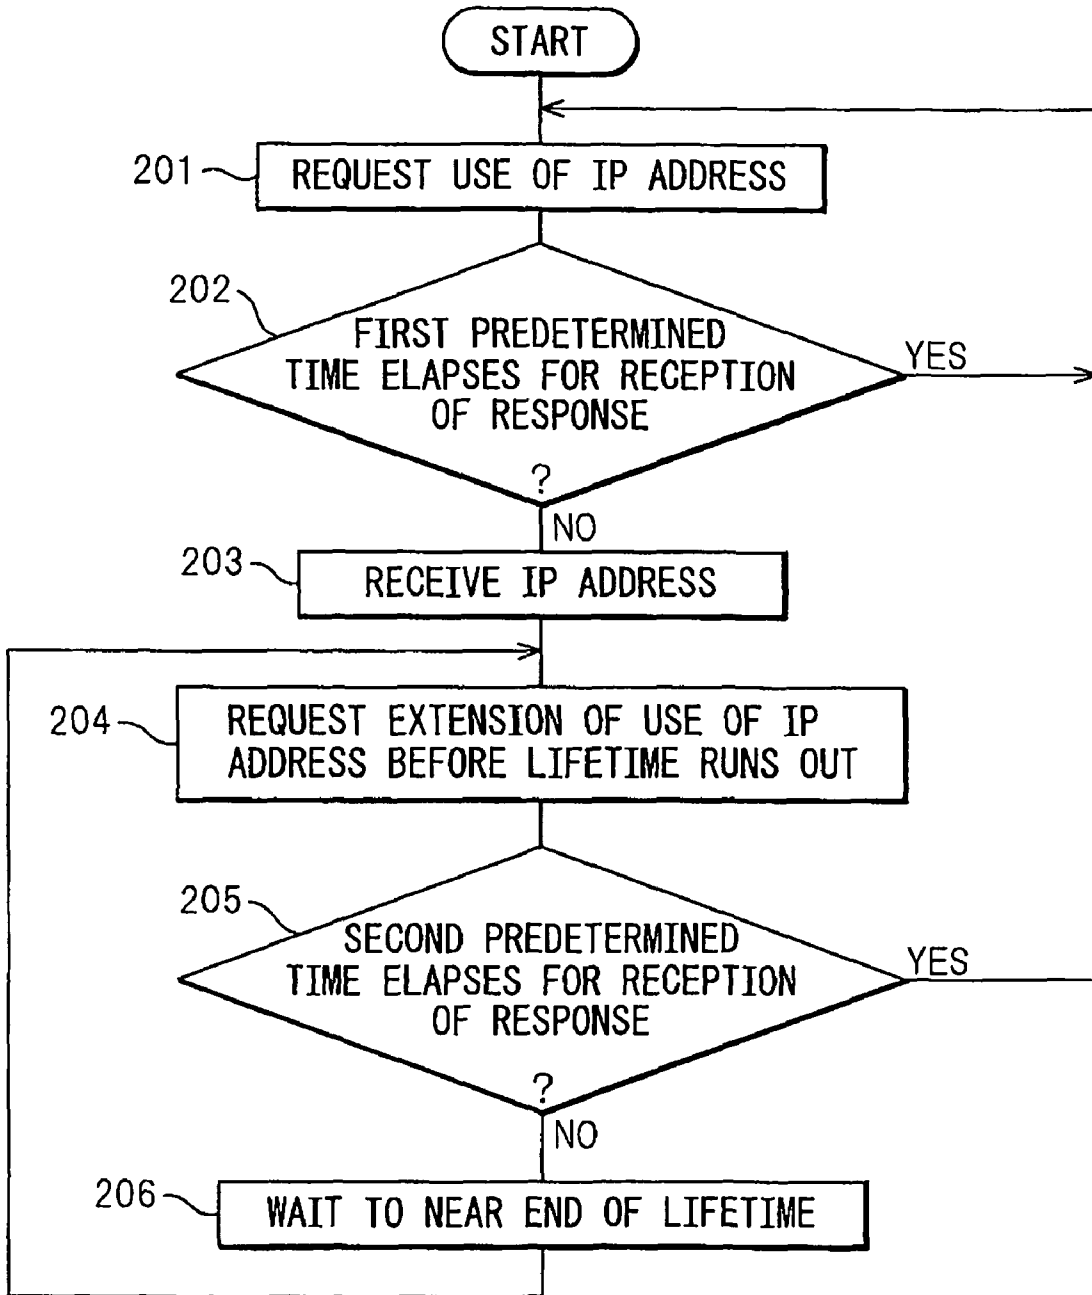 START
201
REQUEST USE OF IP ADDRESS
202
FIRST PREDETERMINED
TIME ELAPSES FOR RECEPTION
OF RESPONSE
?
YES
NO
203
RECEIVE IP ADDRESS
204
REQUEST EXTENSION OF USE OF IP
ADDRESS BEFORE LIFETIME RUNS OUT
205
SECOND PREDETERMINED
TIME ELAPSES FOR RECEPTION
OF RESPONSE
?
YES
NO
206
WAIT TO NEAR END OF LIFETIME